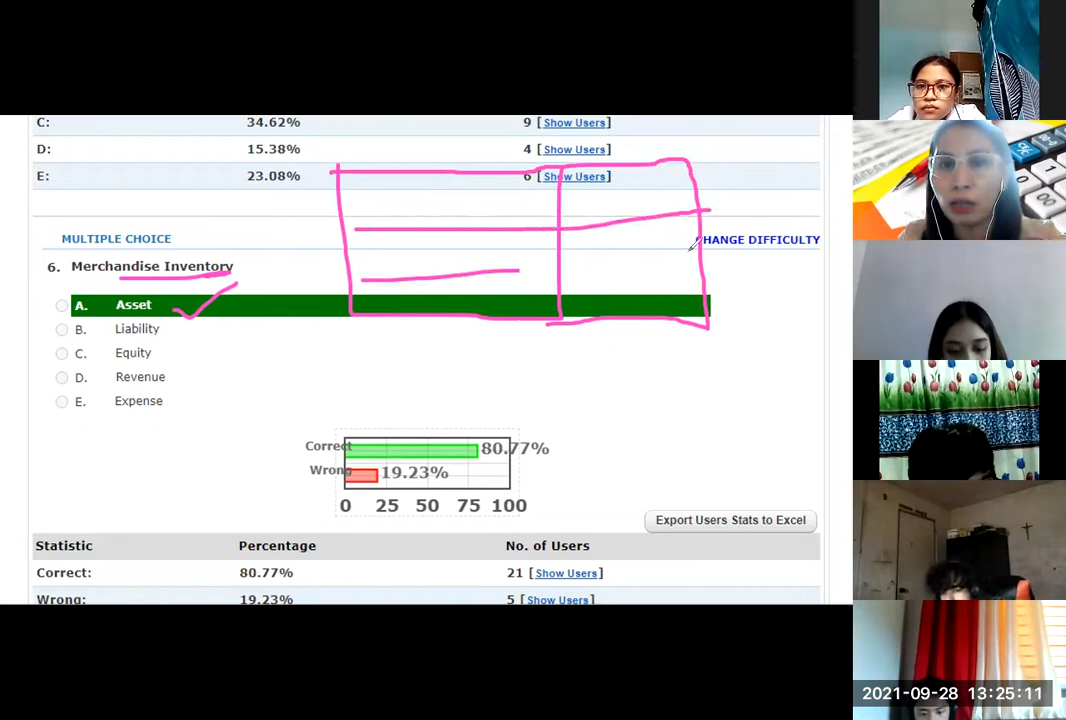 C: 34.62% 9 [Show Users]
D: 15.38% 4 [Show Users]
E: 23.08% 6 [Show Users]
MULTIPLE CHOICE CHANGE DIFFICULTY
6. Merchandise Inventory
A. Asset
B. Liability
C. Equity
D. Revenue
E. Expense
Correct 80.77%
Wrong 19.23%
0 25 50 75 100
Export Users Stats to Excel
Statistic Percentage No. of Users
Correct: 80.77% 21 [Show Users]
Wrong: 19.23% 5 [Show Users]
2021-09-28 13:25:11